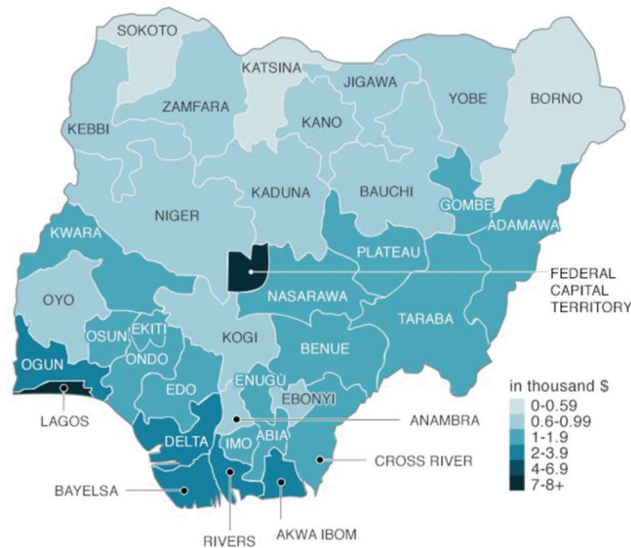 SOKOTO
KATSINA
JIGAWA
YOBE
BORNO
ZAMFARA
KANO
KEBBI
KADUNA
BAUCHI
GOMBE
NIGER
ADAMAWA
KWARA
PLATEAU
FEDERAL
CAPITAL
TERRITORY
NASARAWA
OYO
TARABA
KOGI
OSUN
EKITI
BENUE
OGUN
ONDO
ENUGU
in thousand $
EDO
EBONYI
0-0.59
0.6-0.99
LAGOS
ANAMBRA
1-1.9
DELTA
IMO
ABIA
2-3.9
CROSS RIVER
4-6.9
7-8+
BAYELSA
RIVERS
AKWA IBOM